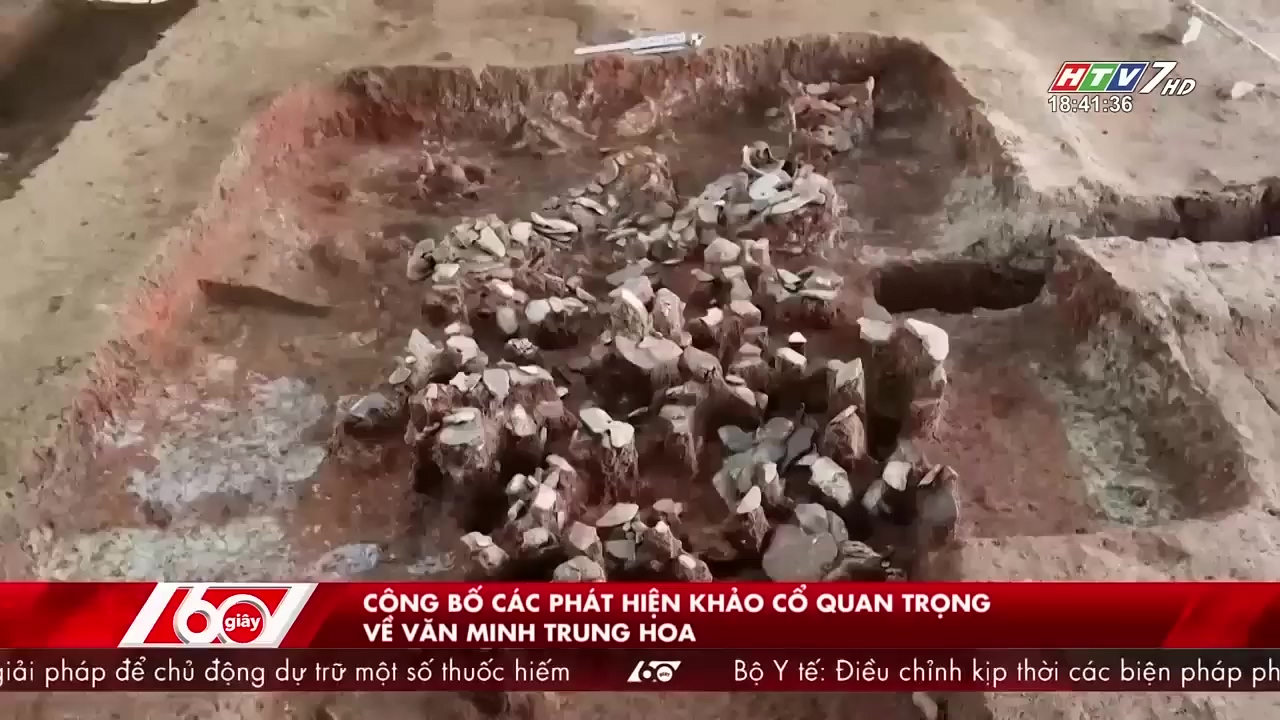 HTV7 HD
18:41:36
60 giây
CÔNG BỐ CÁC PHÁT HIỆN KHẢO CỔ QUAN TRỌNG
VỀ VĂN MINH TRUNG HOA
giải pháp để chủ động dự trữ một số thuốc hiếm 60 giây Bộ Y tế: Điều chỉnh kịp thời các biện pháp